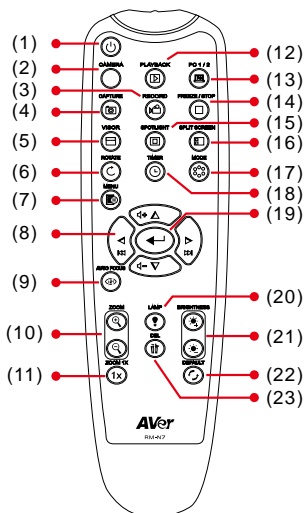 (1)
PLAYBACK
PC 1 / 2
(12)
(2)
CAMERA
(13)
(3)
CAPTURE
RECORD
FREEZE / STOP
(14)
(4)
(15)
VISOR
SPOTLIGHT
SPLIT SCREEN
(5)
(16)
ROTATE
TIMER
MODE
(6)
(17)
(18)
MENU
(7)
(19)
(8)
AUTO FOCUS
(9)
(20)
ZOOM
LAMP
BRIGHTNESS
(10)
(21)
DEL
ZOOM 1X
DEFAULT
(11)
1x
(22)
(23)
AVer
RM-N7